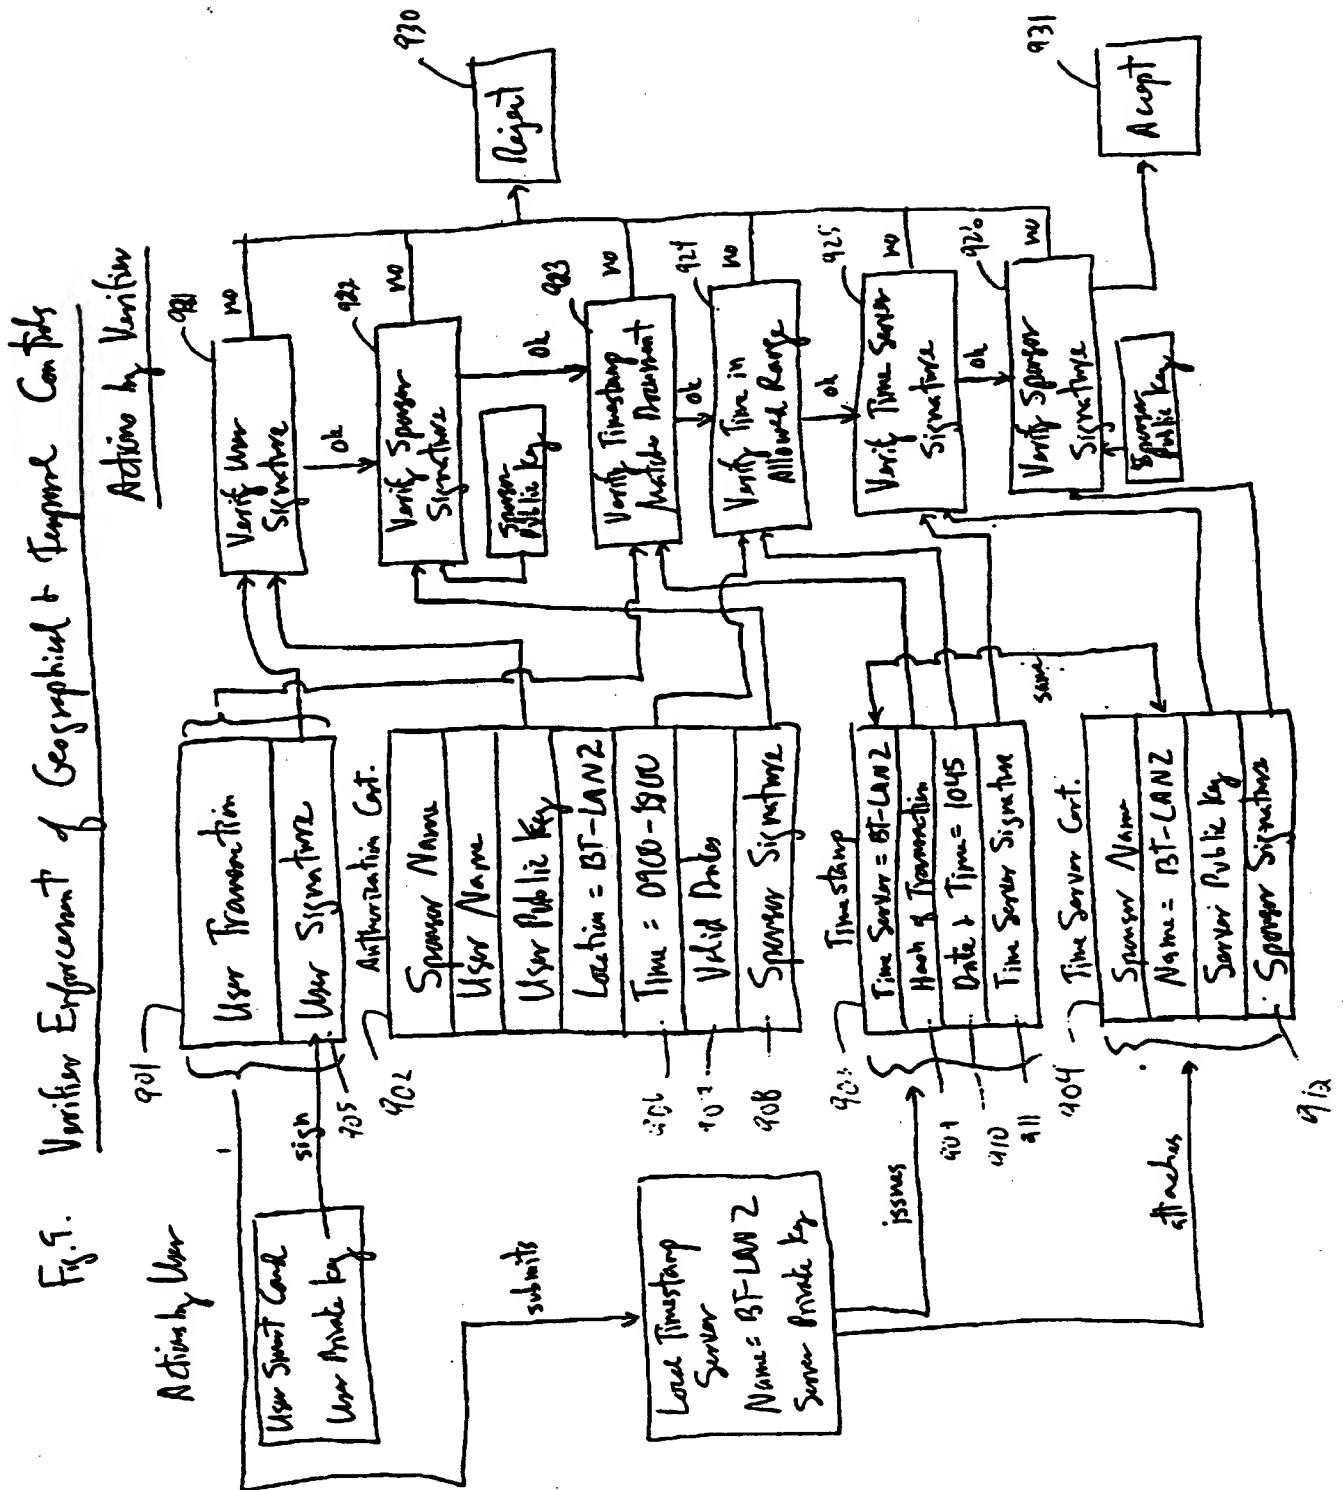 Fig. 9. Verifier Enforcement of Geographical & Temporal Controls
Actions by User
Actions by Verifier
User Smart Card
User Private Key
sign
submits
Local Timestamp
Server
Name = BT-LAN2
Server Private Key
issues
attaches
901
User Transaction
User Signature
905
902
Authorization Cert.
Sponsor Name
User Name
User Public Key
Location = BT-LAN2
Time = 0900-1800
Valid Dates
Sponsor Signature
906
907
908
903
Timestamp
Time Server = BT-LAN2
Hash of Transaction
Date & Time = 1045
Time Server Signature
909
910
911
same
904
Time Server Cert.
Sponsor Name
Name = BT-LAN2
Server Public Key
Sponsor Signature
912
921
Verify User
Signature
no
ok
922
Verify Sponsor
Signature
no
ok
Sponsor
Public Key
923
Verify Timestamp
Matches Document
no
ok
924
Verify Time in
Allowed Range
no
ok
925
Verify Time Server
Signature
no
ok
926
Verify Sponsor
Signature
no
Sponsor
Public Key
930
Reject
931
Accept